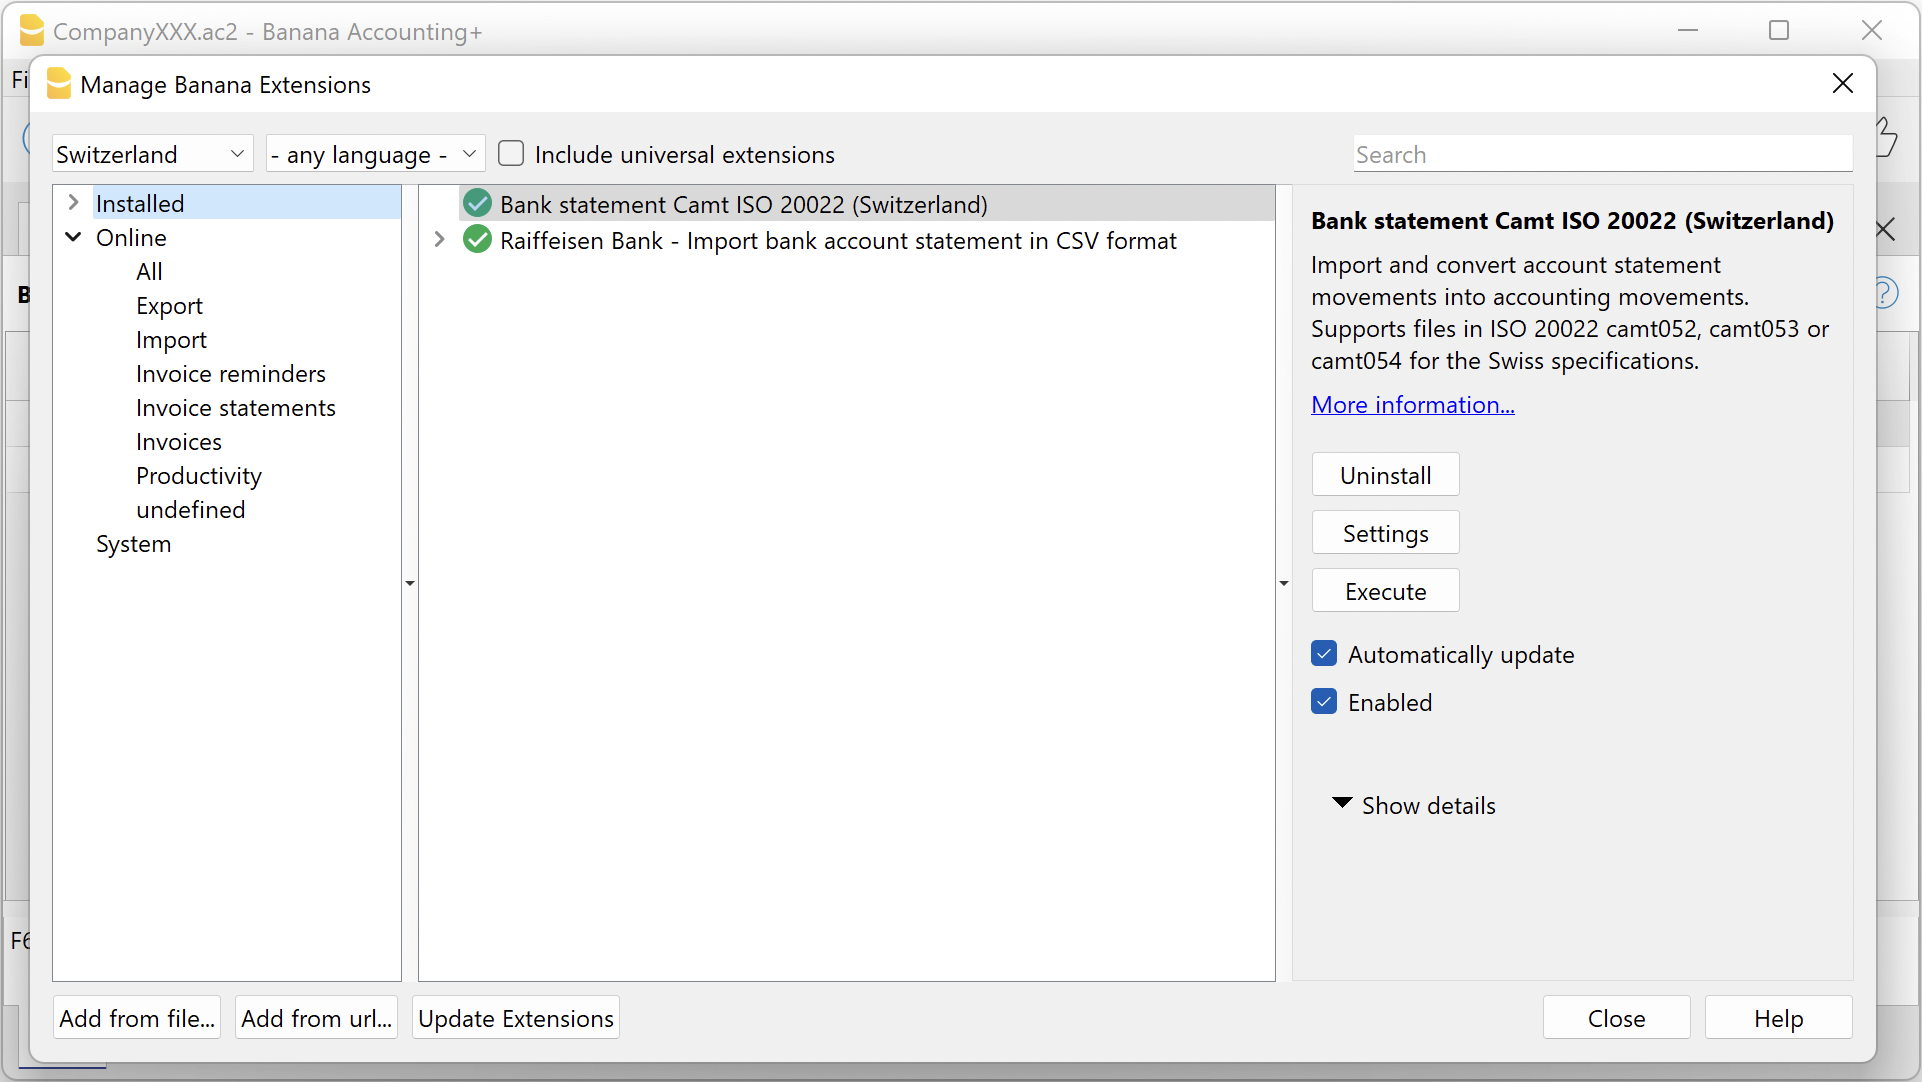 CompanyXXX.ac2 - Banana Accounting+
Fi
Manage Banana Extensions
Switzerland
- any language -
Include universal extensions
Search
Installed
Online
All
Export
Import
Invoice reminders
Invoice statements
Invoices
Productivity
undefined
System
Bank statement Camt ISO 20022 (Switzerland)
Raiffeisen Bank - Import bank account statement in CSV format
Bank statement Camt ISO 20022 (Switzerland)
Import and convert account statement
movements into accounting movements.
Supports files in ISO 20022 camt052, camt053 or
camt054 for the Swiss specifications.
More information...
Uninstall
Settings
Execute
Automatically update
Enabled
Show details
B
F6
Add from file...
Add from url...
Update Extensions
Close
Help